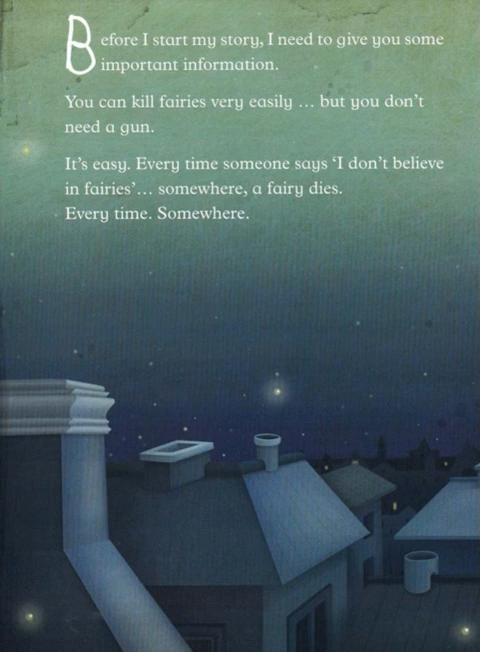 Before I start my story, I need to give you some
important information.
You can kill fairies very easily ... but you don't
need a gun.
It's easy. Every time someone says ‘I don't believe
in fairies’... somewhere, a fairy dies.
Every time. Somewhere.